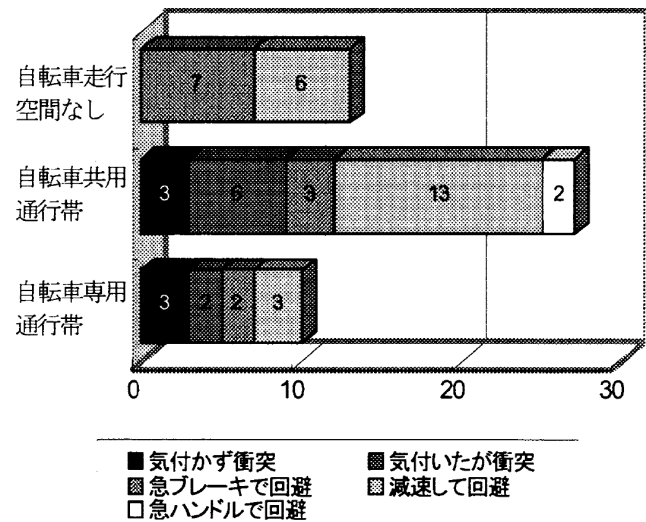 自転車走行
空間なし
7 6
自転車共用
通行帯
3 6 3 13 2
自転車専用
通行帯
3 2 2 3
0 10 20 30
■気付かず衝突 ■気付いたが衝突
■急ブレーキで回避 ■減速して回避
□急ハンドルで回避